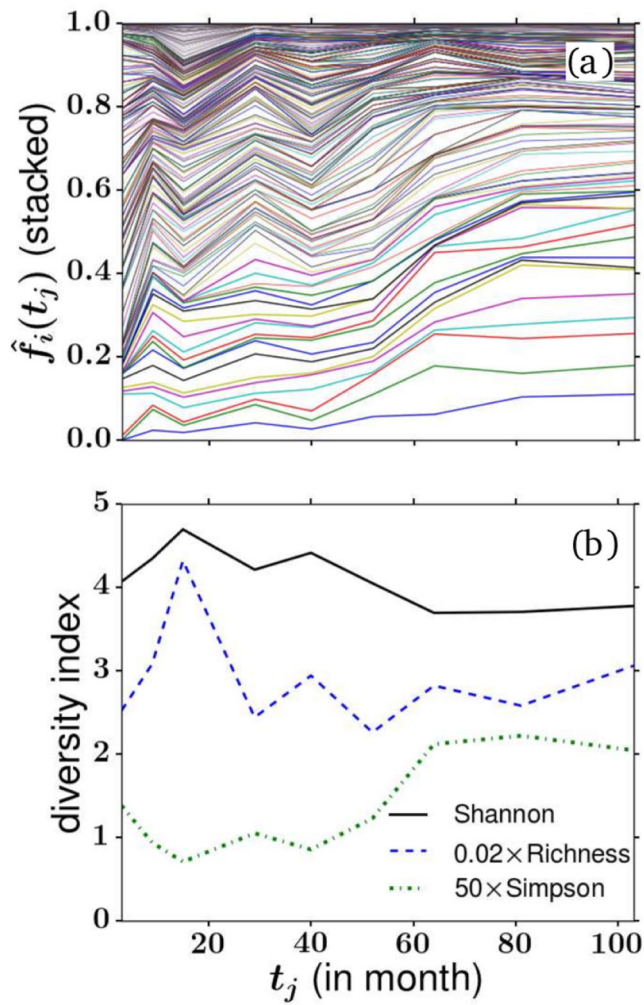 1.0
(a)
0.8
0.6
0.4
0.2
0.0
f̂ᵢ(tⱼ) (stacked)
5
(b)
4
3
2
1
0
diversity index
Shannon
0.02×Richness
50×Simpson
20 40 60 80 100
tⱼ (in month)